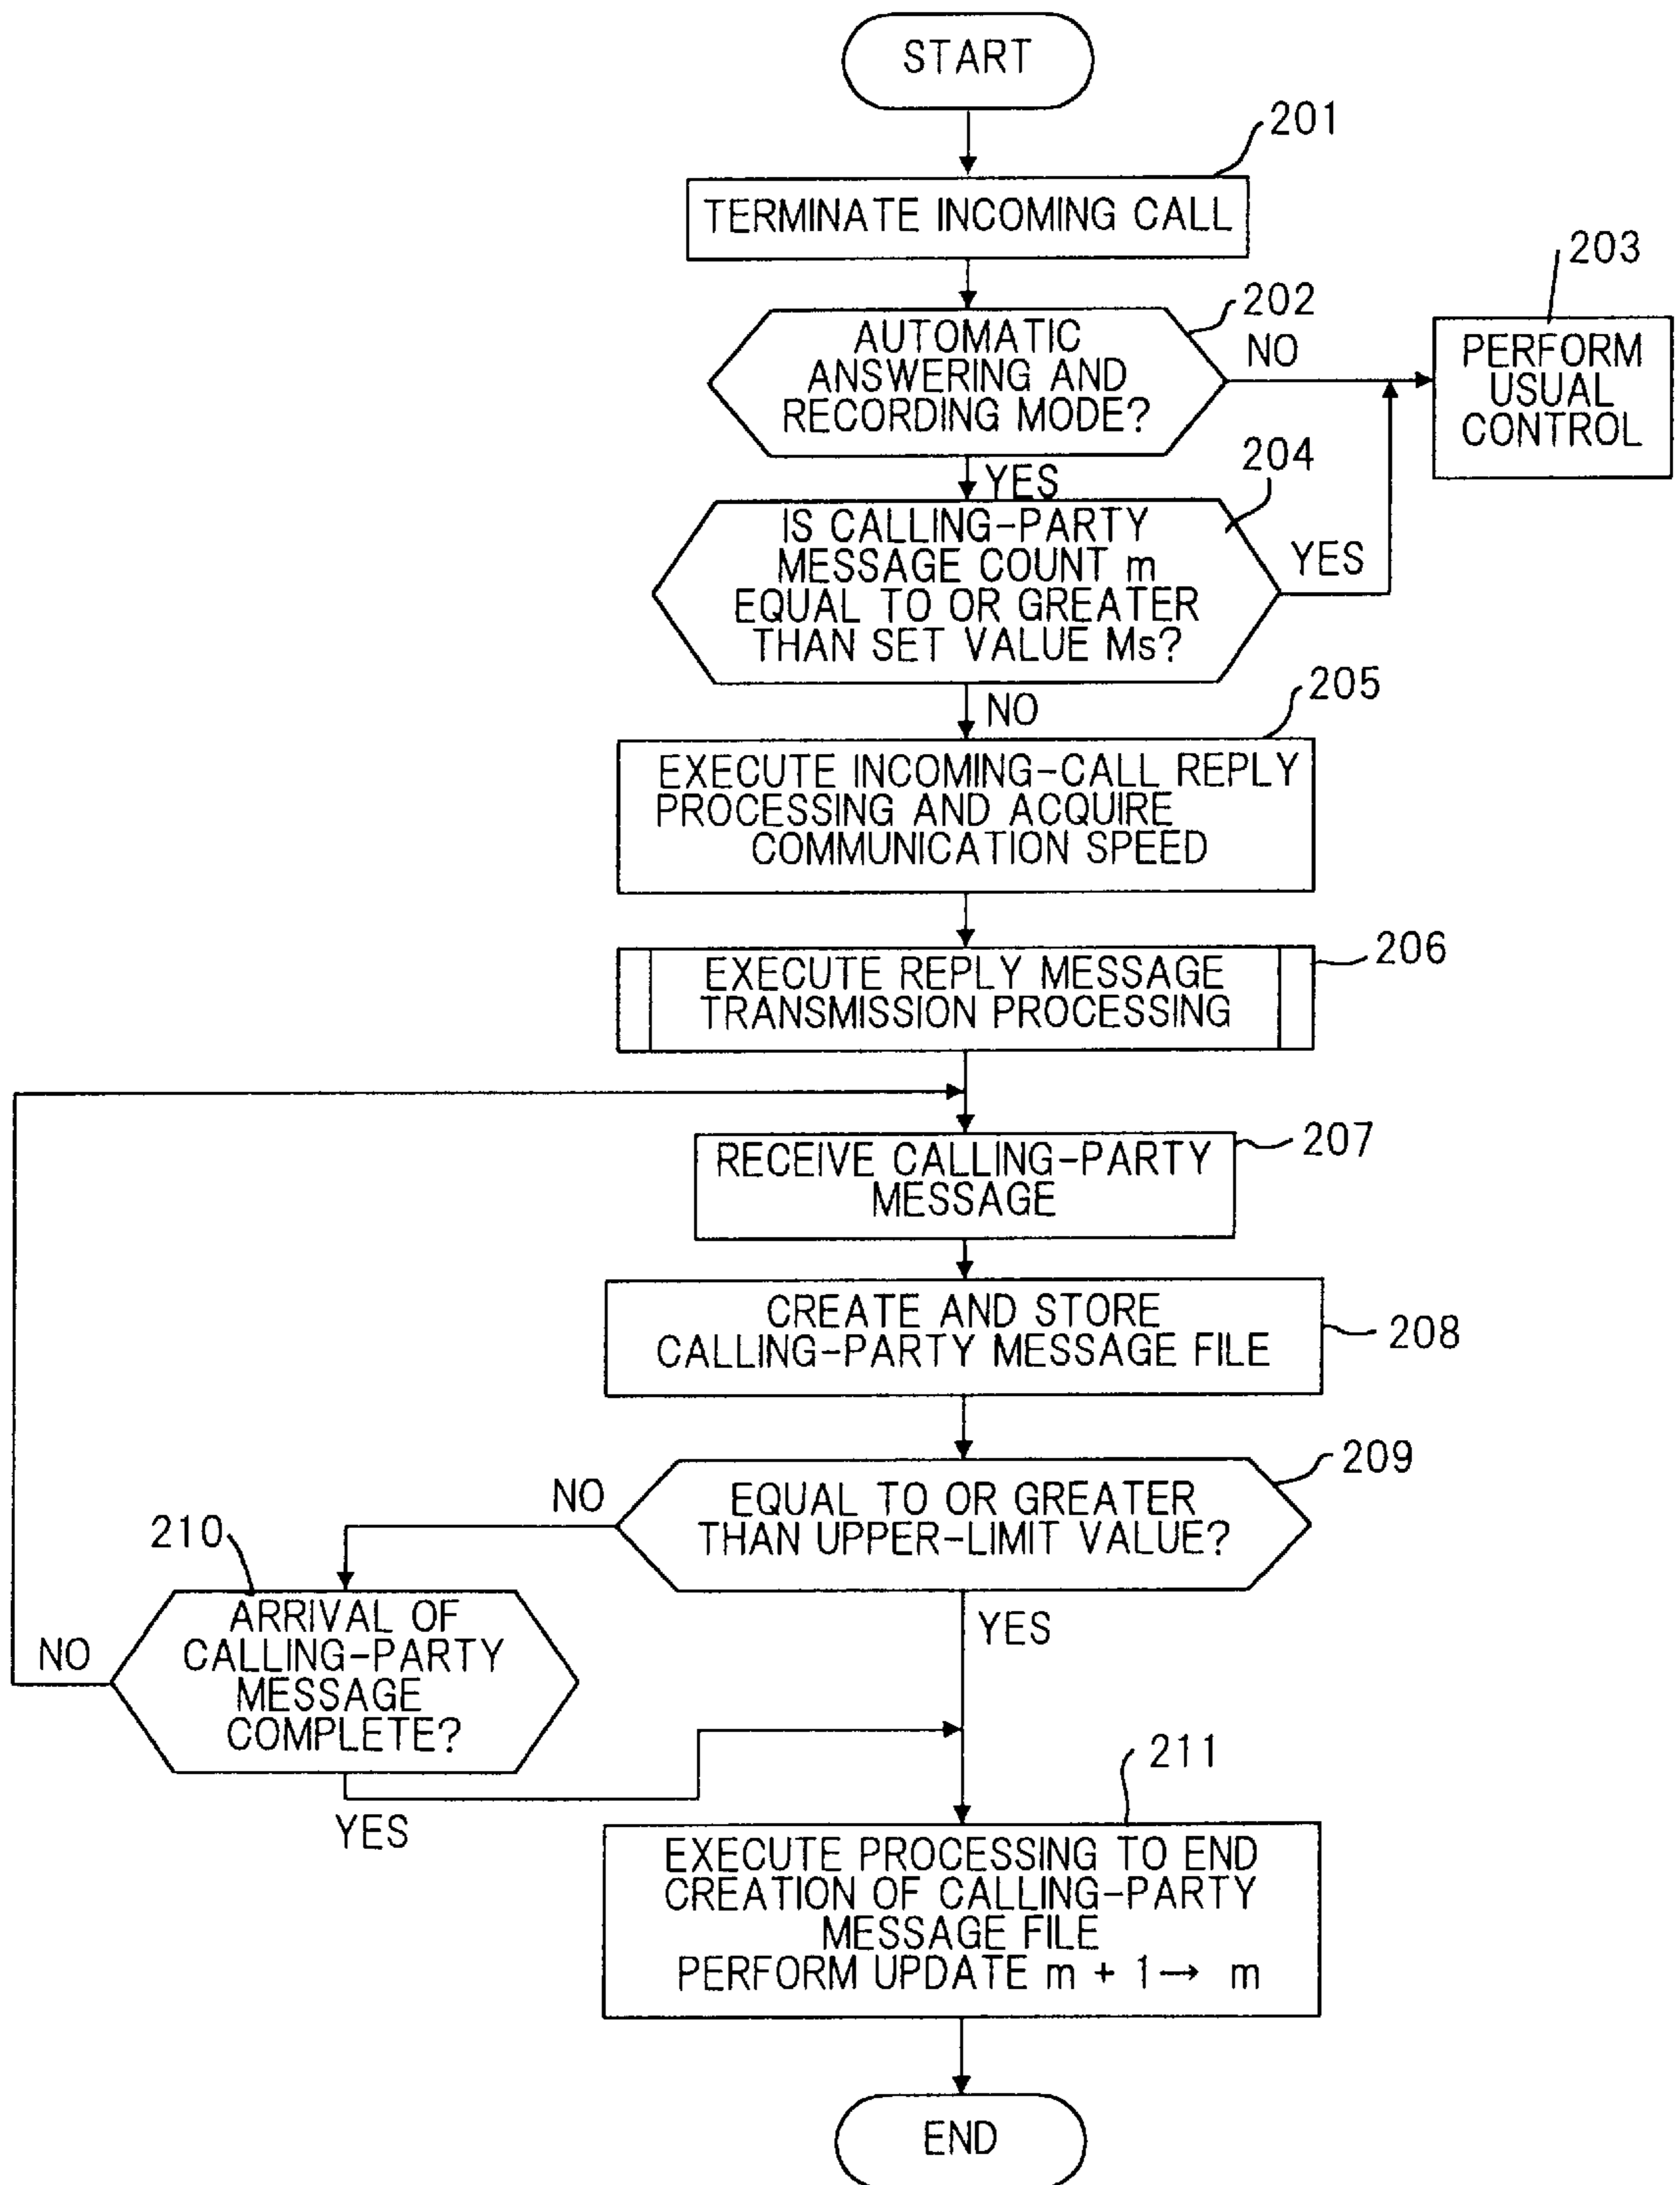 START
201
TERMINATE INCOMING CALL
202
AUTOMATIC
ANSWERING AND
RECORDING MODE?
NO
203
PERFORM
USUAL
CONTROL
YES
204
IS CALLING-PARTY
MESSAGE COUNT m
EQUAL TO OR GREATER
THAN SET VALUE Ms?
YES
NO
205
EXECUTE INCOMING-CALL REPLY
PROCESSING AND ACQUIRE
COMMUNICATION SPEED
206
EXECUTE REPLY MESSAGE
TRANSMISSION PROCESSING
207
RECEIVE CALLING-PARTY
MESSAGE
CREATE AND STORE
CALLING-PARTY MESSAGE FILE
208
209
EQUAL TO OR GREATER
THAN UPPER-LIMIT VALUE?
NO
YES
210
ARRIVAL OF
CALLING-PARTY
MESSAGE
COMPLETE?
NO
YES
211
EXECUTE PROCESSING TO END
CREATION OF CALLING-PARTY
MESSAGE FILE
PERFORM UPDATE m + 1 → m
END